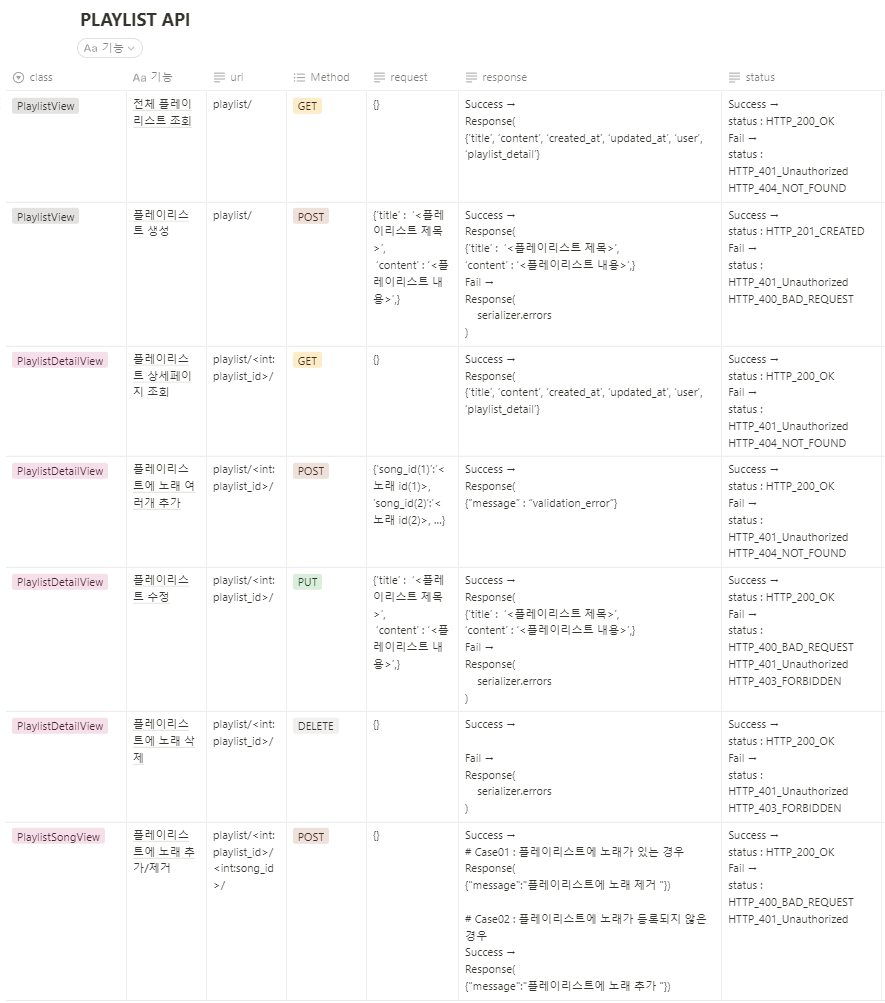 PLAYLIST API
Aa 기능
class
Aa 기능
url
Method
request
response
status
PlaylistView
전체 플레이
리스트 조회
playlist/
GET
{}
Success →
Response(
{'title', 'content', 'created_at', 'updated_at', 'user',
'playlist_detail'}
Success →
status : HTTP_200_OK
Fail →
status :
HTTP_401_Unauthorized
HTTP_404_NOT_FOUND
PlaylistView
플레이리스
트 생성
playlist/
POST
{'title' : '<플레
이리스트 제목
>',
'content' : '<플
레이리스트 내
용>',}
Success →
Response(
{'title' : '<플레이리스트 제목>',
'content' : '<플레이리스트 내용>',}
Fail →
Response(
serializer.errors
)
Success →
status : HTTP_201_CREATED
Fail →
status :
HTTP_401_Unauthorized
HTTP_400_BAD_REQUEST
PlaylistDetailView
플레이리스
트 상세페이
지 조회
playlist/<int:
playlist_id>/
GET
{}
Success →
Response(
{'title', 'content', 'created_at', 'updated_at', 'user',
'playlist_detail'}
Success →
status : HTTP_200_OK
Fail →
status :
HTTP_401_Unauthorized
HTTP_404_NOT_FOUND
PlaylistDetailView
플레이리스
트에 노래 여
러개 추가
playlist/<int:
playlist_id>/
POST
{'song_id(1)':'<
노래 id(1)>,
'song_id(2)':'<
노래 id(2)>, ...}
Success →
Response(
{"message" : "validation_error"}
Success →
status : HTTP_200_OK
Fail →
status :
HTTP_401_Unauthorized
HTTP_404_NOT_FOUND
PlaylistDetailView
플레이리스
트 수정
playlist/<int:
playlist_id>/
PUT
{'title' : '<플레
이리스트 제목
>',
'content' : '<플
레이리스트 내
용>',}
Success →
Response(
{'title' : '<플레이리스트 제목>',
'content' : '<플레이리스트 내용>',}
Fail →
Response(
serializer.errors
)
Success →
status : HTTP_200_OK
Fail →
status :
HTTP_400_BAD_REQUEST
HTTP_401_Unauthorized
HTTP_403_FORBIDDEN
PlaylistDetailView
플레이리스
트에 노래 삭
제
playlist/<int:
playlist_id>/
DELETE
{}
Success →
Fail →
Response(
serializer.errors
)
Success →
status : HTTP_200_OK
Fail →
status :
HTTP_401_Unauthorized
HTTP_403_FORBIDDEN
PlaylistSongView
플레이리스
트에 노래 추
가/제거
playlist/<int:
playlist_id>/
<int:song_id
>/
POST
{}
Success →
# Case01 : 플레이리스트에 노래가 있는 경우
Response(
{"message":"플레이리스트에 노래 제거 "})
# Case02 : 플레이리스트에 노래가 등록되지 않은
경우
Success →
Response(
{"message":"플레이리스트에 노래 추가 "})
Success →
status : HTTP_200_OK
Fail →
status :
HTTP_400_BAD_REQUEST
HTTP_401_Unauthorized